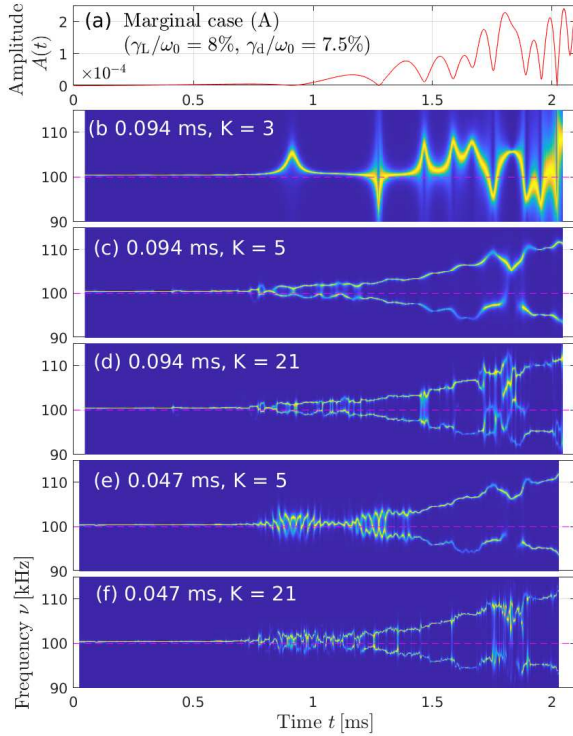 (a) Marginal case (A)
(γL/ω0 = 8%, γd/ω0 = 7.5%)
Amplitude
A(t)
2
1
0
×10⁻⁴
0 0.5 1 1.5 2
(b) 0.094 ms, K = 3
110
100
90
(c) 0.094 ms, K = 5
110
100
90
(d) 0.094 ms, K = 21
110
100
90
(e) 0.047 ms, K = 5
110
100
90
(f) 0.047 ms, K = 21
110
100
90
Frequency ν [kHz]
0 0.5 1 1.5 2
Time t [ms]